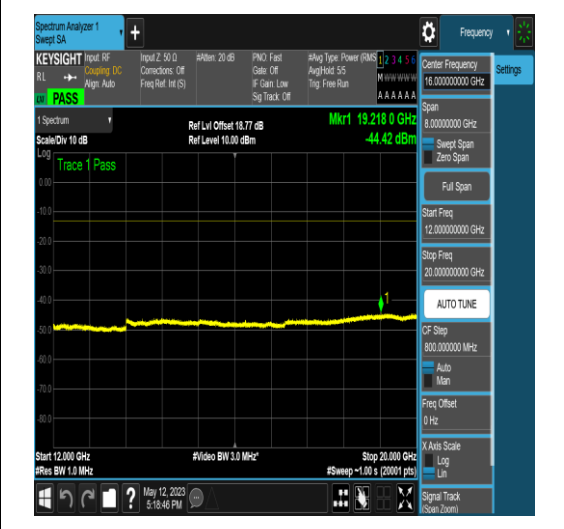 Spectrum Analyzer 1
Swept SA
Frequency
KEYSIGHT
RL
Input: RF
Coupling: DC
Align: Auto
Input Z: 50 Ω
Corrections: Off
Freq Ref: Int (S)
#Atten: 20 dB
PNO: Fast
Gate: Off
IF Gain: Low
Sig Track: Off
#Avg Type: Power (RMS
Avg|Hold: 5/5
Trig: Free Run
1 2 3 4 5 6
M W W W W W
A A A A A A
PASS
1 Spectrum
Scale/Div 10 dB
Ref Lvl Offset 18.77 dB
Ref Level 10.00 dBm
Mkr1 19.218 0 GHz
-44.42 dBm
Log
Trace 1 Pass
0.00
-10.0
-20.0
-30.0
-40.0
-50.0
-60.0
-70.0
-80.0
1
Start 12.000 GHz
#Res BW 1.0 MHz
#Video BW 3.0 MHz*
Stop 20.000 GHz
#Sweep ~1.00 s (20001 pts)
May 12, 2023
5:18:46 PM
?
Center Frequency
16.000000000 GHz
Settings
Span
8.00000000 GHz
Swept Span
Zero Span
Full Span
Start Freq
12.000000000 GHz
Stop Freq
20.000000000 GHz
AUTO TUNE
CF Step
800.000000 MHz
Auto
Man
Freq Offset
0 Hz
X Axis Scale
Log
Lin
Signal Track
(Span Zoom)